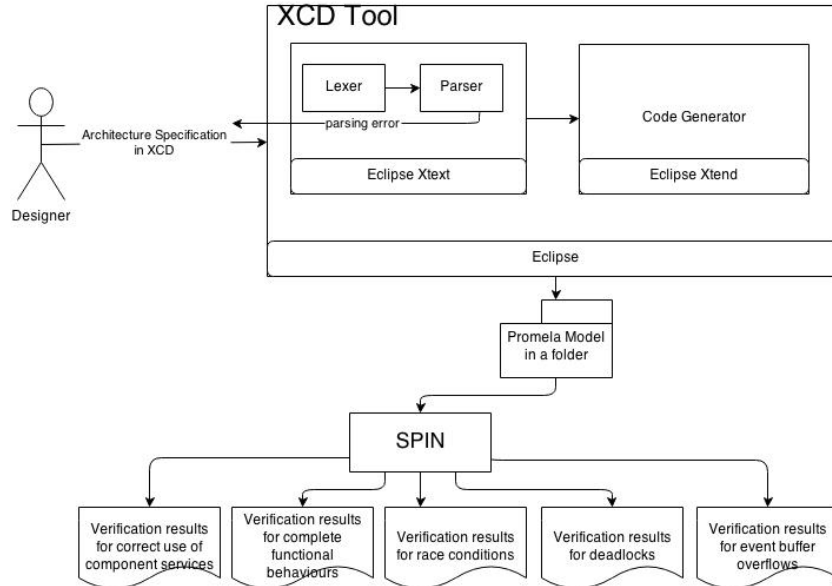 XCD Tool
Lexer
Parser
parsing error
Eclipse Xtext
Code Generator
Eclipse Xtend
Eclipse
Architecture Specification
in XCD
Designer
Promela Model
in a folder
SPIN
Verification results
for correct use of
component services
Verification results
for complete
functional
behaviours
Verification results
for race conditions
Verification results
for deadlocks
Verification results
for event buffer
overflows